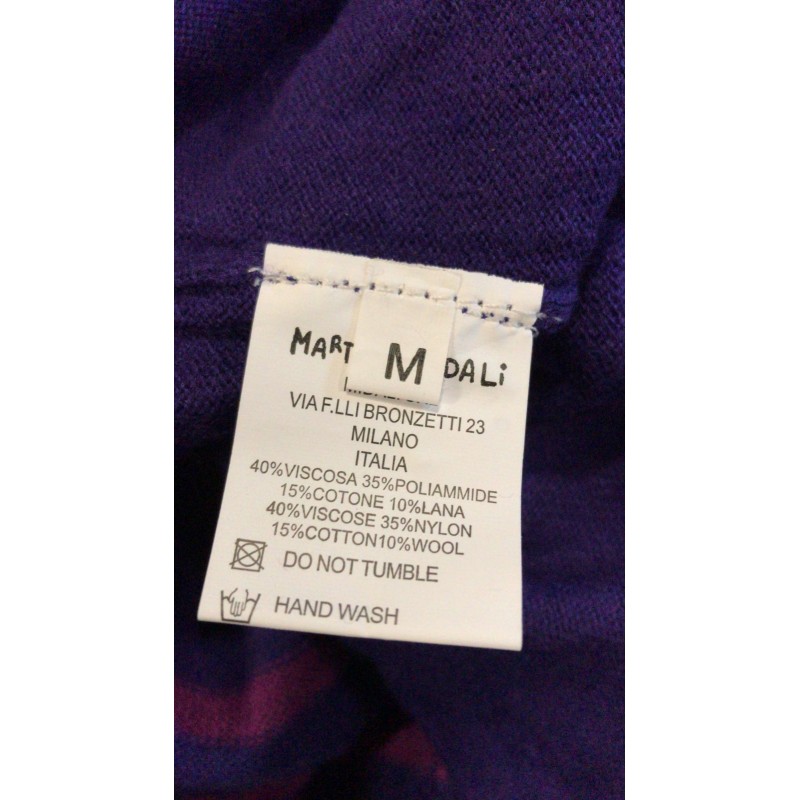 M
MART DALi
VIA F.LLI BRONZETTI 23
MILANO
ITALIA
40%VISCOSA 35%POLIAMMIDE
15%COTONE 10%LANA
40%VISCOSE 35%NYLON
15%COTTON10%WOOL
DO NOT TUMBLE
HAND WASH